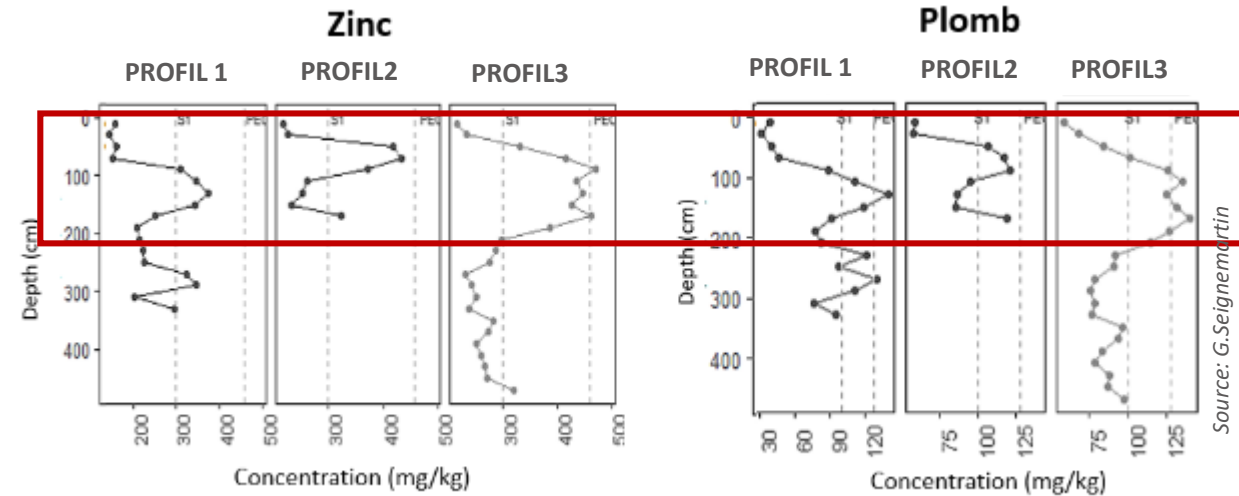 Zinc
Plomb
PROFIL 1
PROFIL2
PROFIL3
PROFIL 1
PROFIL2
PROFIL3
S1
S1
S1
S1
0
100
200
300
400
Depth (cm)
0
100
200
300
400
Depth (cm)
200
300
400
500
300
400
500
300
400
500
30
60
90
120
75
100
125
75
100
125
Concentration (mg/kg)
Concentration (mg/kg)
Source: G.Seignemartin